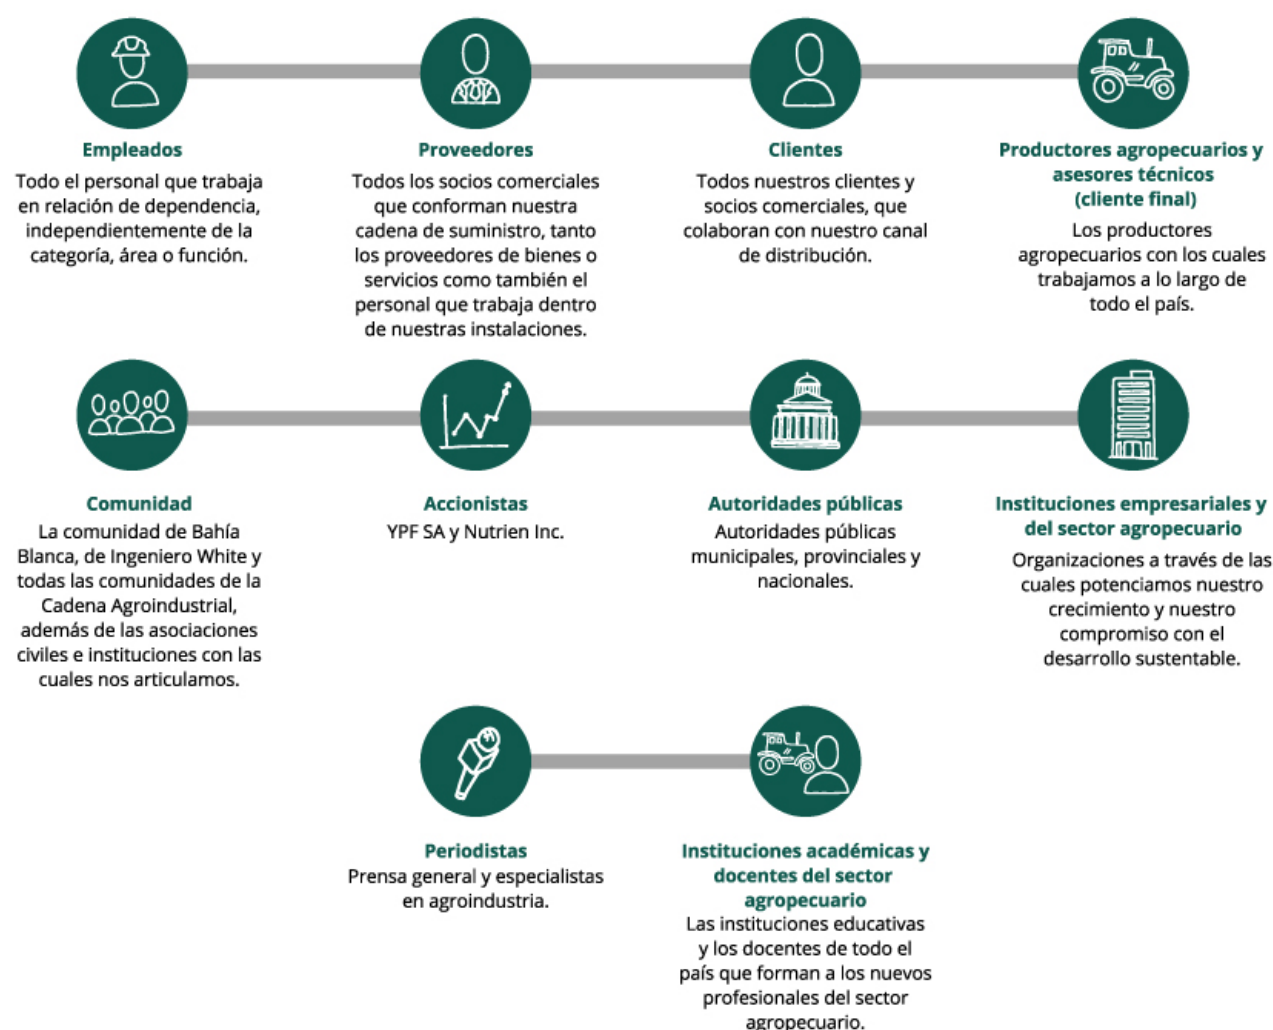 Empleados
Todo el personal que trabaja
en relación de dependencia,
independientemente de la
categoría, área o función.
Proveedores
Todos los socios comerciales
que conforman nuestra
cadena de suministro, tanto
los proveedores de bienes o
servicios como también el
personal que trabaja dentro
de nuestras instalaciones.
Clientes
Todos nuestros clientes y
socios comerciales, que
colaboran con nuestro canal
de distribución.
Productores agropecuarios y
asesores técnicos
(cliente final)
Los productores
agropecuarios con los cuales
trabajamos a lo largo de
todo el país.
Comunidad
La comunidad de Bahía
Blanca, de Ingeniero White y
todas las comunidades de la
Cadena Agroindustrial,
además de las asociaciones
civiles e instituciones con las
cuales nos articulamos.
Accionistas
YPF SA y Nutrien Inc.
Autoridades públicas
Autoridades públicas
municipales, provinciales y
nacionales.
Instituciones empresariales y
del sector agropecuario
Organizaciones a través de las
cuales potenciamos nuestro
crecimiento y nuestro
compromiso con el
desarrollo sustentable.
Periodistas
Prensa general y especialistas
en agroindustria.
Instituciones académicas y
docentes del sector
agropecuario
Las instituciones educativas
y los docentes de todo el
país que forman a los nuevos
profesionales del sector
agropecuario.